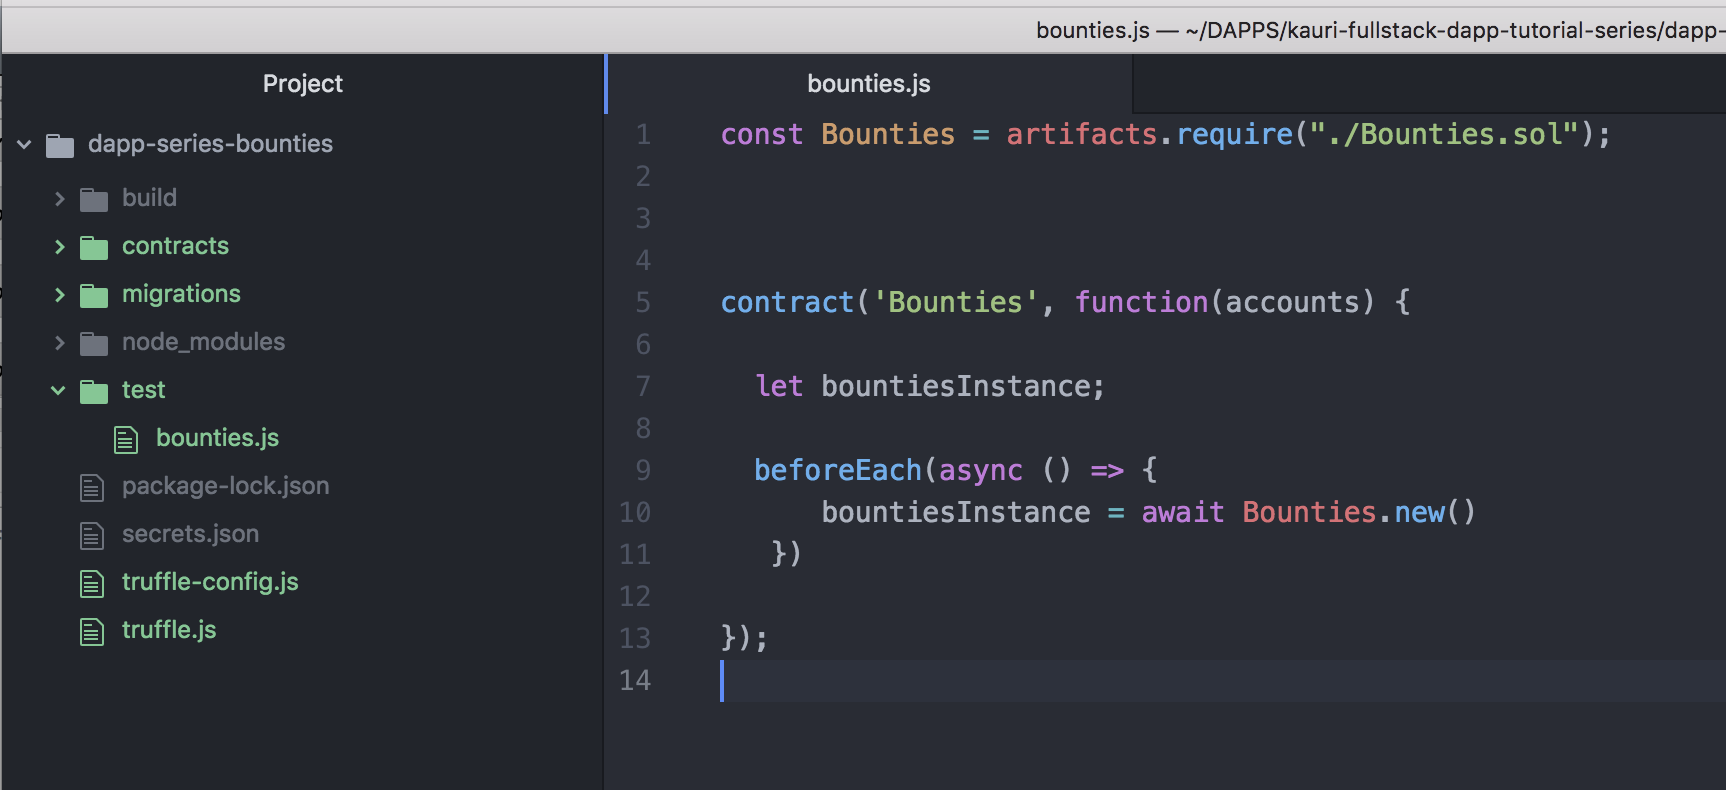 bounties.js — ~/DAPPS/kauri-fullstack-dapp-tutorial-series/dapp-
Project
dapp-series-bounties
build
contracts
migrations
node_modules
test
bounties.js
package-lock.json
secrets.json
truffle-config.js
truffle.js
bounties.js
1 const Bounties = artifacts.require("./Bounties.sol");
2
3
4
5 contract('Bounties', function(accounts) {
6
7 let bountiesInstance;
8
9 beforeEach(async () => {
10 bountiesInstance = await Bounties.new()
11 })
12
13 });
14